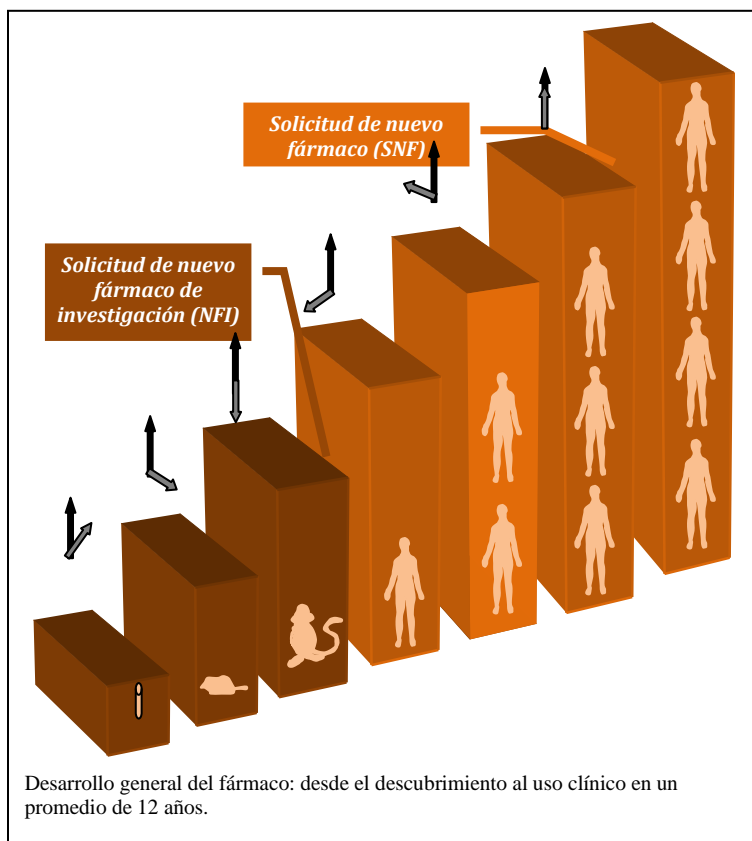 Solicitud de nuevo
fármaco (SNF)
Solicitud de nuevo
fármaco de
investigación (NFI)
Desarrollo general del fármaco: desde el descubrimiento al uso clínico en un
promedio de 12 años.